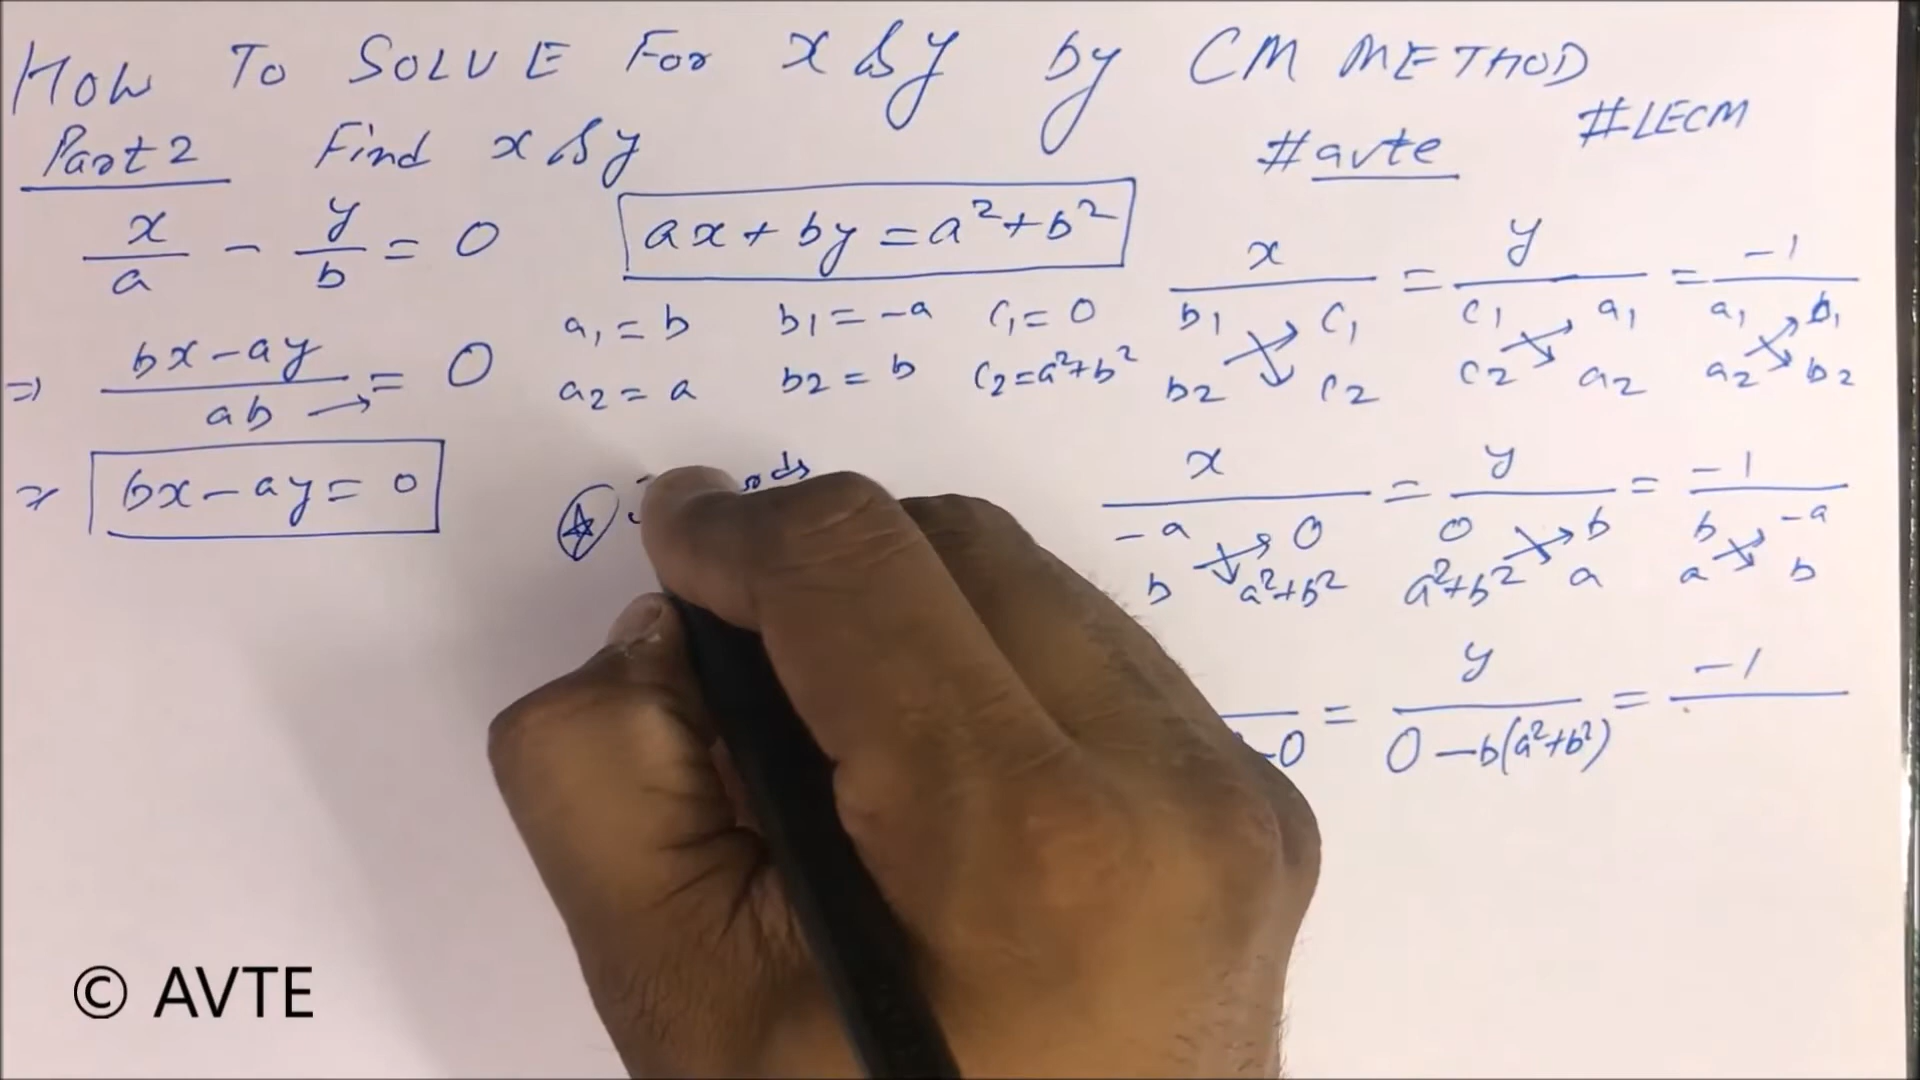 HOW TO SOLVE FOR x & y by CM METHOD
Part 2 Find x & y #avte #LECM
x/a - y/b = 0
ax + by = a² + b²
=> bx - ay / ab = 0
=> bx - ay = 0
a₁ = b b₁ = -a c₁ = 0
a₂ = a b₂ = b c₂ = a² + b²
x = y = -1
b₁ c₁ c₁ a₁ a₁ b₁
b₂ c₂ c₂ a₂ a₂ b₂
x = y = -1
-a 0 0 b b -a
b a²+b² a²+b² a a b
= y = -1
-0 0 - b(a²+b²)
© AVTE